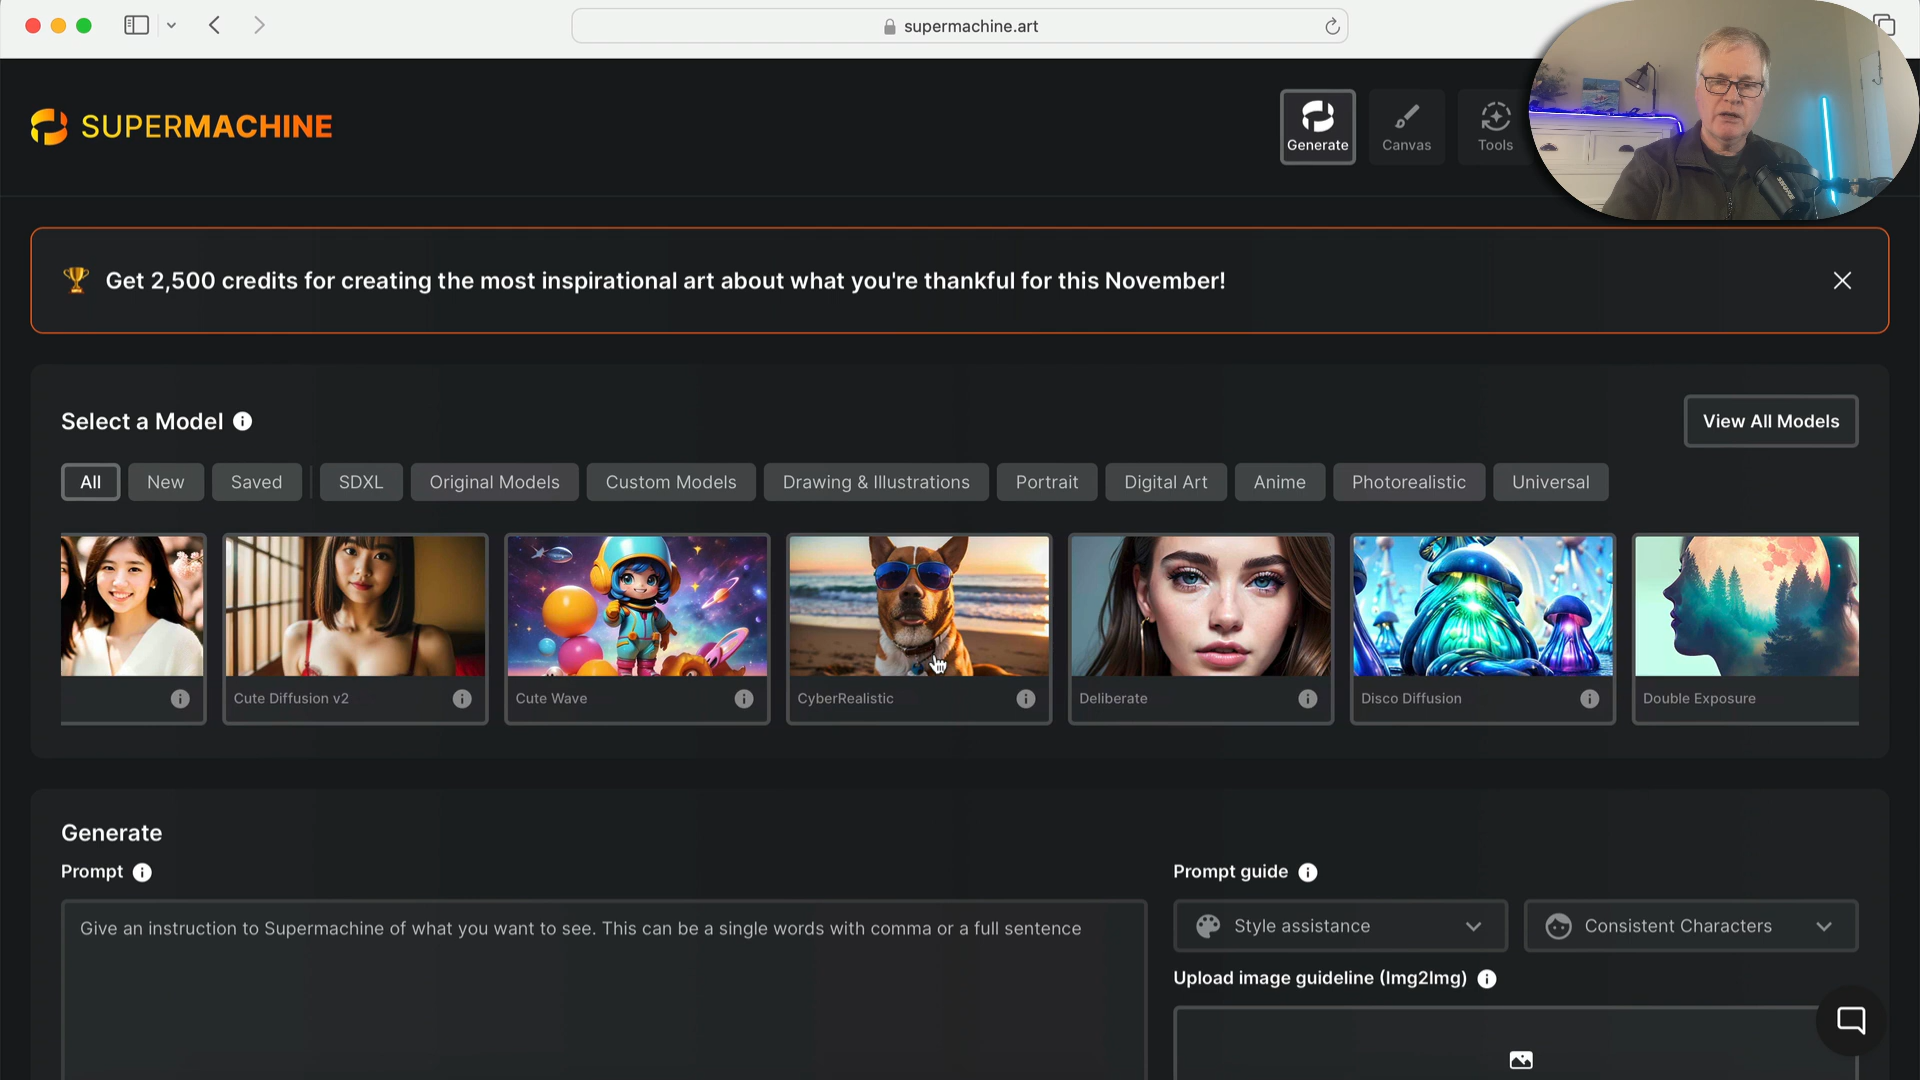 supermachine.art
SUPERMACHINE
Generate
Canvas
Tools
Get 2,500 credits for creating the most inspirational art about what you're thankful for this November!
Select a Model
View All Models
All
New
Saved
SDXL
Original Models
Custom Models
Drawing & Illustrations
Portrait
Digital Art
Anime
Photorealistic
Universal
Cute Diffusion v2
Cute Wave
CyberRealistic
Deliberate
Disco Diffusion
Double Exposure
Generate
Prompt
Prompt guide
Give an instruction to Supermachine of what you want to see. This can be a single words with comma or a full sentence
Style assistance
Consistent Characters
Upload image guideline (Img2Img)